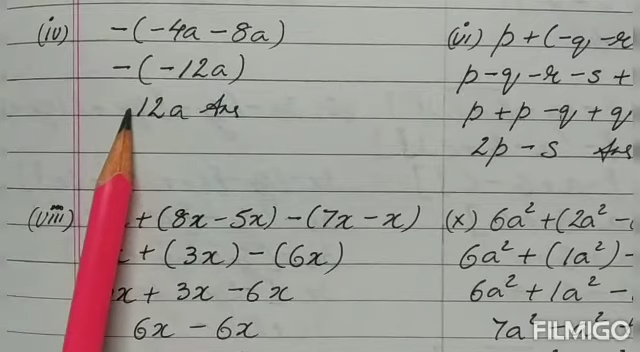 (iv) -(-4a-8a)
-(-12a)
12a Ans
(vi) p+(-q-r
p-q-r-s+
p+p-q+q
2p-s Ans
(viii) +(8x-5x)-(7x-x)
+(3x)-(6x)
x+3x-6x
6x-6x
(x) 6a²+(2a²-
6a²+(1a²)-
6a²+1a²-
7a²
FILMIGO